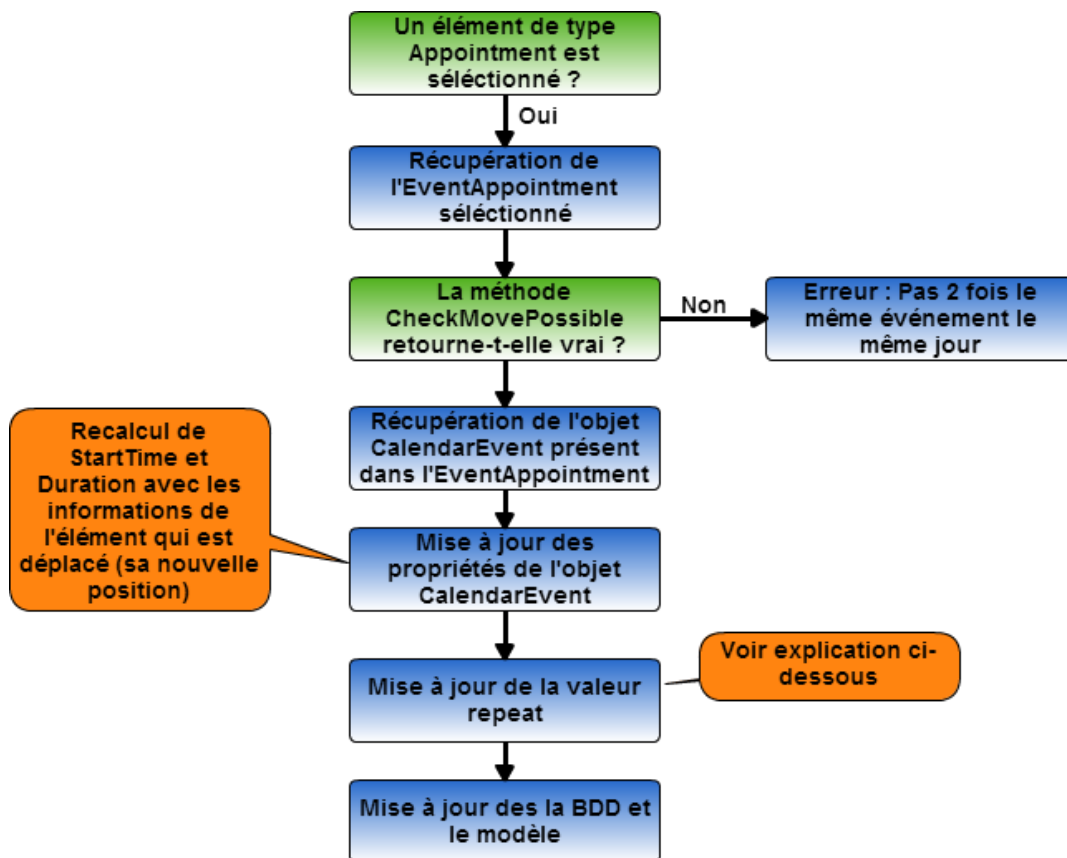 Un élément de type
Appointment est
séléctionné ?
Oui
Récupération de
l'EventAppointment
séléctionné
La méthode
CheckMovePossible
retourne-t-elle vrai ?
Non
Erreur : Pas 2 fois le
même événement le
même jour
Récupération de l'objet
CalendarEvent présent
dans l'EventAppointment
Recalcul de
StartTime et
Duration avec les
informations de
l'élément qui est
déplacé (sa nouvelle
position)
Mise à jour des
propriétés de l'objet
CalendarEvent
Voir explication ci-
dessous
Mise à jour de la valeur
repeat
Mise à jour des la BDD et
le modèle